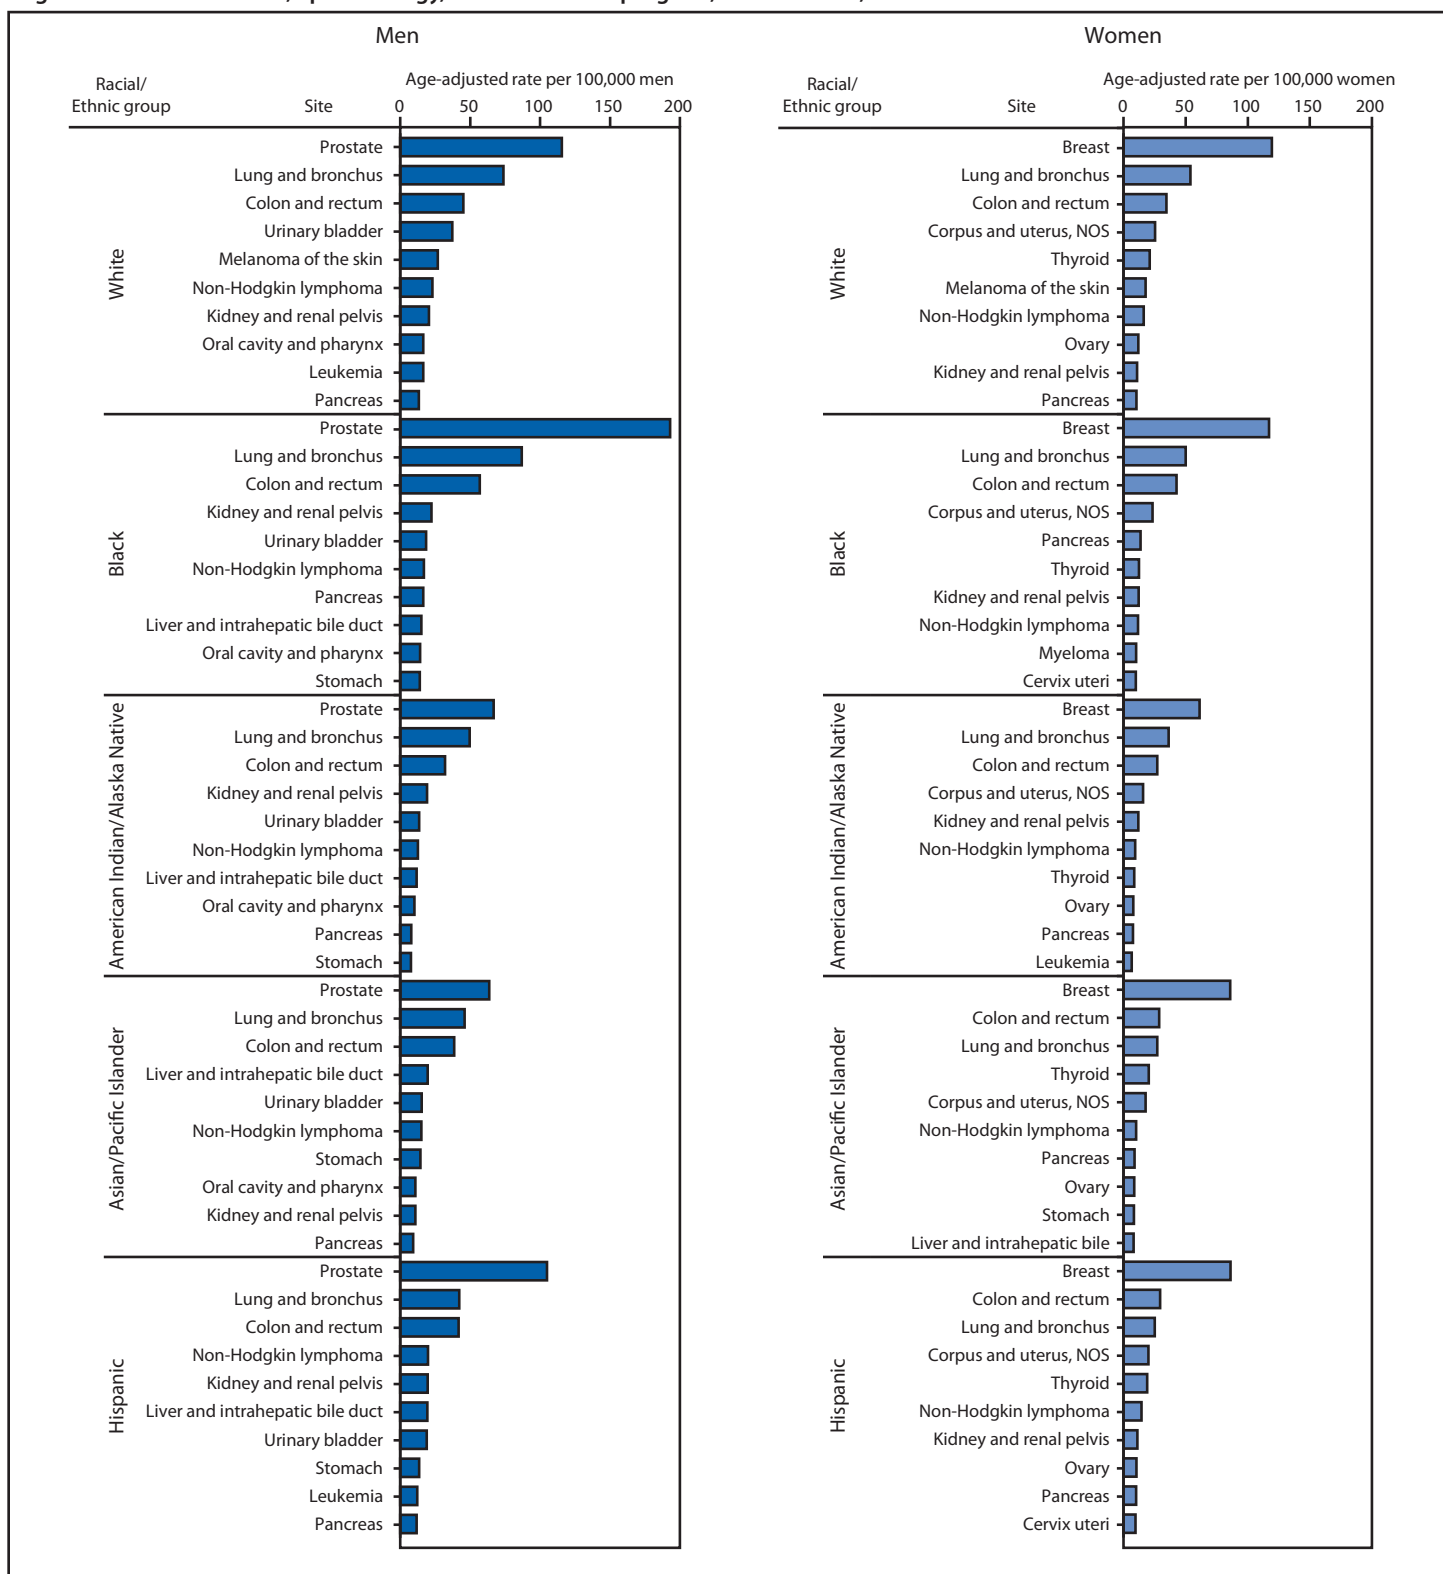 Men
Racial/
Ethnic group
Site
Age-adjusted rate per 100,000 men
0 50 100 150 200
White
Prostate
Lung and bronchus
Colon and rectum
Urinary bladder
Melanoma of the skin
Non-Hodgkin lymphoma
Kidney and renal pelvis
Oral cavity and pharynx
Leukemia
Pancreas
Black
Prostate
Lung and bronchus
Colon and rectum
Kidney and renal pelvis
Urinary bladder
Non-Hodgkin lymphoma
Pancreas
Liver and intrahepatic bile duct
Oral cavity and pharynx
Stomach
American Indian/Alaska Native
Prostate
Lung and bronchus
Colon and rectum
Kidney and renal pelvis
Urinary bladder
Non-Hodgkin lymphoma
Liver and intrahepatic bile duct
Oral cavity and pharynx
Pancreas
Stomach
Asian/Pacific Islander
Prostate
Lung and bronchus
Colon and rectum
Liver and intrahepatic bile duct
Urinary bladder
Non-Hodgkin lymphoma
Stomach
Oral cavity and pharynx
Kidney and renal pelvis
Pancreas
Hispanic
Prostate
Lung and bronchus
Colon and rectum
Non-Hodgkin lymphoma
Kidney and renal pelvis
Liver and intrahepatic bile duct
Urinary bladder
Stomach
Leukemia
Pancreas
Women
Racial/
Ethnic group
Site
Age-adjusted rate per 100,000 women
0 50 100 150 200
White
Breast
Lung and bronchus
Colon and rectum
Corpus and uterus, NOS
Thyroid
Melanoma of the skin
Non-Hodgkin lymphoma
Ovary
Kidney and renal pelvis
Pancreas
Black
Breast
Lung and bronchus
Colon and rectum
Corpus and uterus, NOS
Pancreas
Thyroid
Kidney and renal pelvis
Non-Hodgkin lymphoma
Myeloma
Cervix uteri
American Indian/Alaska Native
Breast
Lung and bronchus
Colon and rectum
Corpus and uterus, NOS
Kidney and renal pelvis
Non-Hodgkin lymphoma
Thyroid
Ovary
Pancreas
Leukemia
Asian/Pacific Islander
Breast
Colon and rectum
Lung and bronchus
Thyroid
Corpus and uterus, NOS
Non-Hodgkin lymphoma
Pancreas
Ovary
Stomach
Liver and intrahepatic bile
Hispanic
Breast
Colon and rectum
Lung and bronchus
Corpus and uterus, NOS
Thyroid
Non-Hodgkin lymphoma
Kidney and renal pelvis
Ovary
Pancreas
Cervix uteri